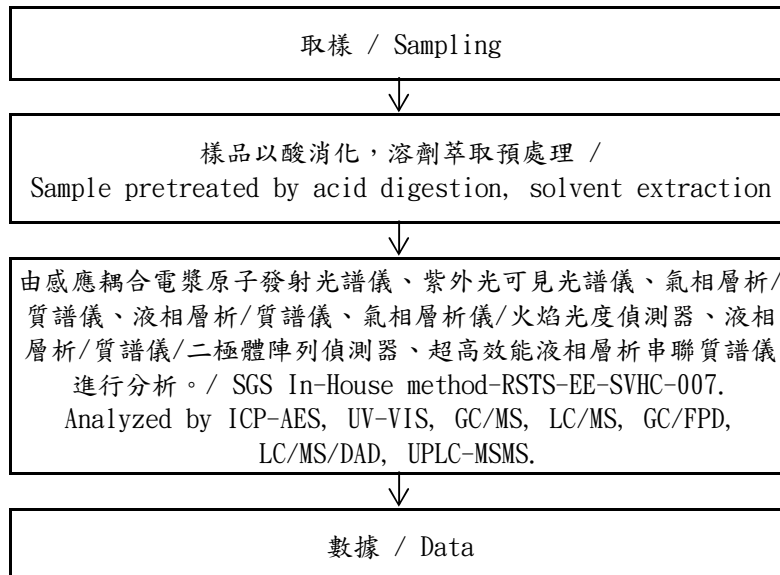 取樣 / Sampling
樣品以酸消化，溶劑萃取預處理 /
Sample pretreated by acid digestion, solvent extraction
由感應耦合電漿原子發射光譜儀、紫外光可見光譜儀、氣相層析/
質譜儀、液相層析/質譜儀、氣相層析儀/火焰光度偵測器、液相
層析/質譜儀/二極體陣列偵測器、超高效能液相層析串聯質譜儀
進行分析。/ SGS In-House method-RSTS-EE-SVHC-007.
Analyzed by ICP-AES, UV-VIS, GC/MS, LC/MS, GC/FPD,
LC/MS/DAD, UPLC-MSMS.
數據 / Data